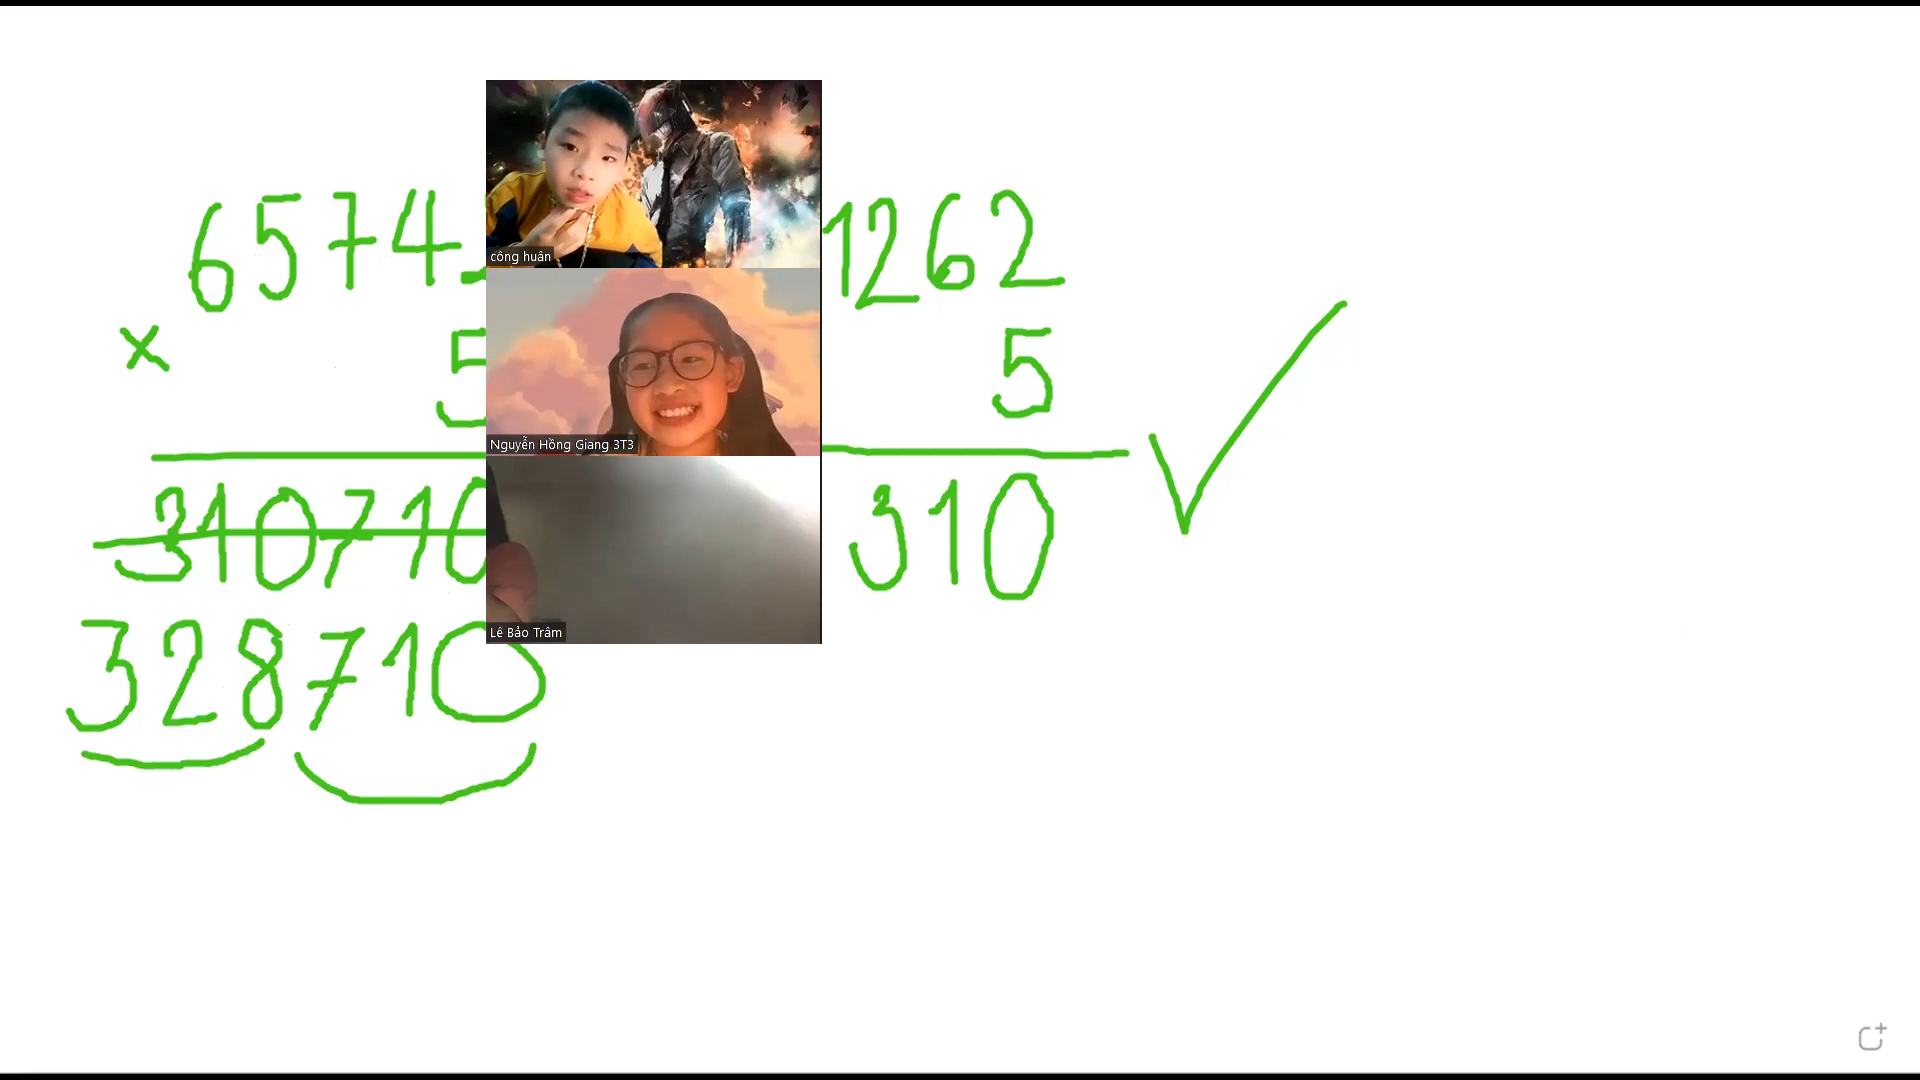 6574 1262
x 5 5
310710 310
328710
công huân
Nguyễn Hồng Giang 3T3
Lê Bảo Trâm